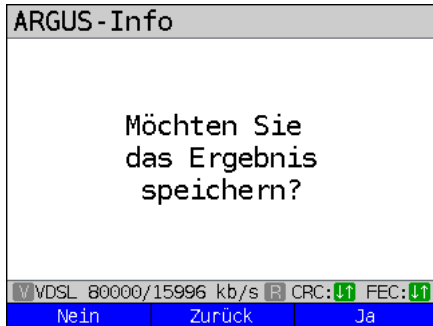 ARGUS-Info
Möchten Sie
das Ergebnis
speichern?
V VDSL 80000/15996 kb/s R CRC:↓↑ FEC:↓↑
Nein Zurück Ja